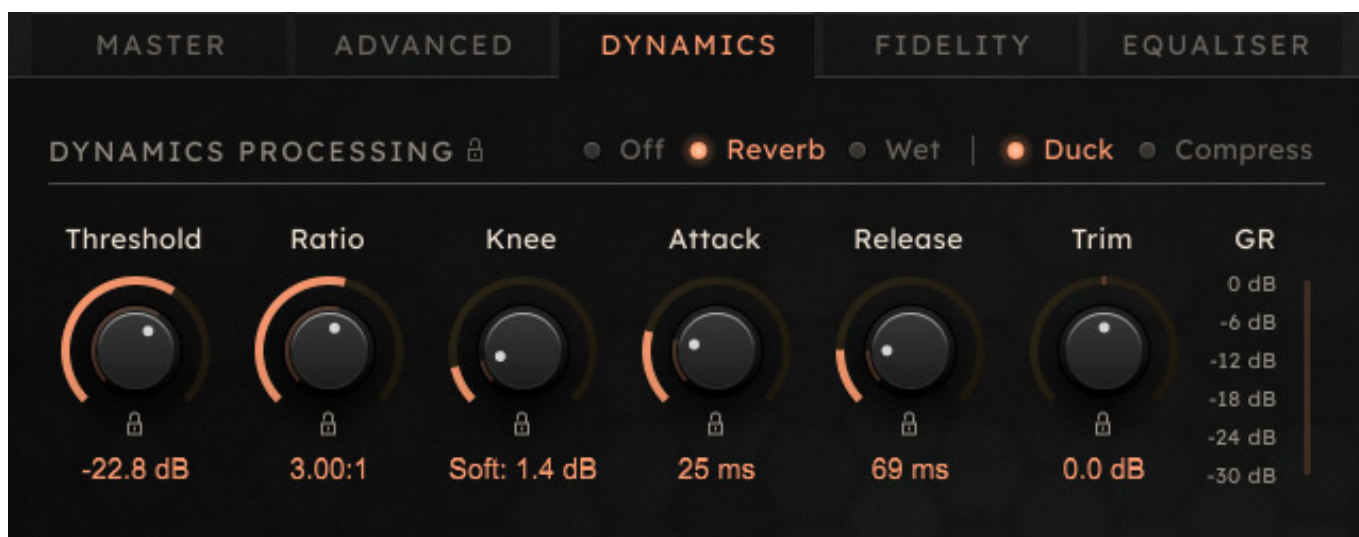 MASTER ADVANCED DYNAMICS FIDELITY EQUALISER
DYNAMICS PROCESSING Off Reverb Wet | Duck Compress
Threshold Ratio Knee Attack Release Trim GR
0 dB
-6 dB
-12 dB
-18 dB
-24 dB
-30 dB
-22.8 dB 3.00:1 Soft: 1.4 dB 25 ms 69 ms 0.0 dB